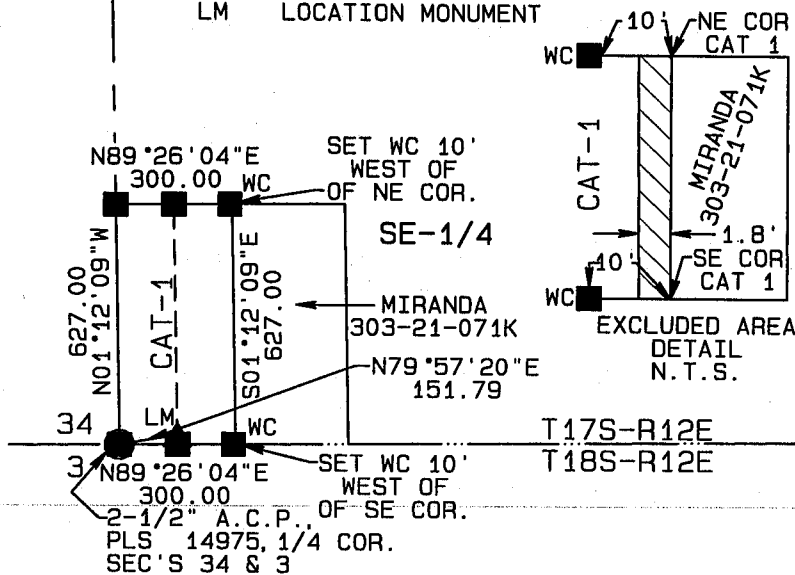 LM LOCATION MONUMENT
10'
NE COR
CAT 1
WC
CAT-1
MIRANDA
303-21-071K
1.8'
10'
SE COR
CAT 1
WC
EXCLUDED AREA
DETAIL
N.T.S.
N89°26'04"E
300.00
WC
SET WC 10'
WEST OF
OF NE COR.
SE-1/4
627.00
N01°12'09"W
CAT-1
S01°12'09"E
627.00
MIRANDA
303-21-071K
N79°57'20"E
151.79
34
LM
WC
T17S-R12E
3
N89°26'04"E
300.00
SET WC 10'
WEST OF
OF SE COR.
T18S-R12E
2-1/2" A.C.P.,
PLS 14975, 1/4 COR.
SEC'S 34 & 3